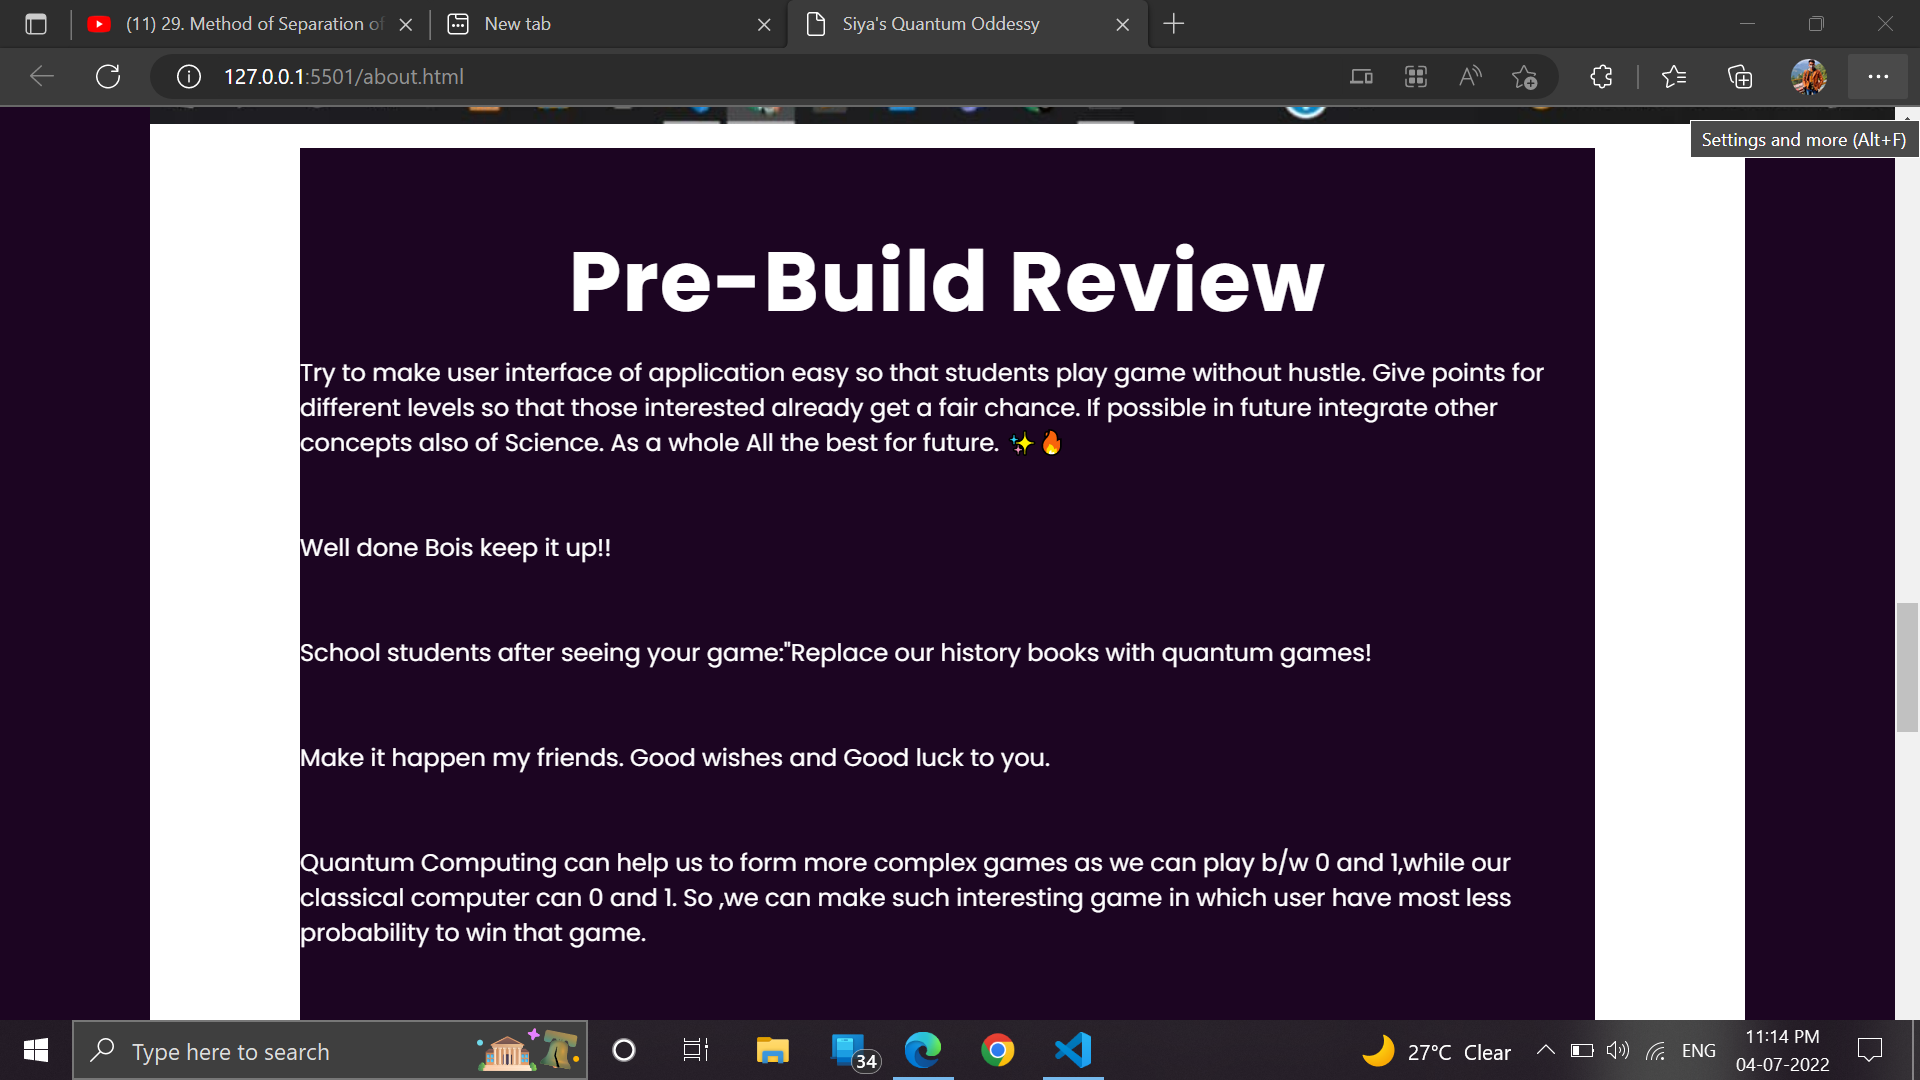 (11) 29. Method of Separation of
New tab
Siya's Quantum Oddessy
127.0.0.1:5501/about.html
Settings and more (Alt+F)
Pre-Build Review
Try to make user interface of application easy so that students play game without hustle. Give points for
different levels so that those interested already get a fair chance. If possible in future integrate other
concepts also of Science. As a whole All the best for future. ✨🔥
Well done Bois keep it up!!
School students after seeing your game:"Replace our history books with quantum games!
Make it happen my friends. Good wishes and Good luck to you.
Quantum Computing can help us to form more complex games as we can play b/w 0 and 1,while our
classical computer can 0 and 1. So ,we can make such interesting game in which user have most less
probability to win that game.
Type here to search
34
27°C Clear
ENG
11:14 PM
04-07-2022